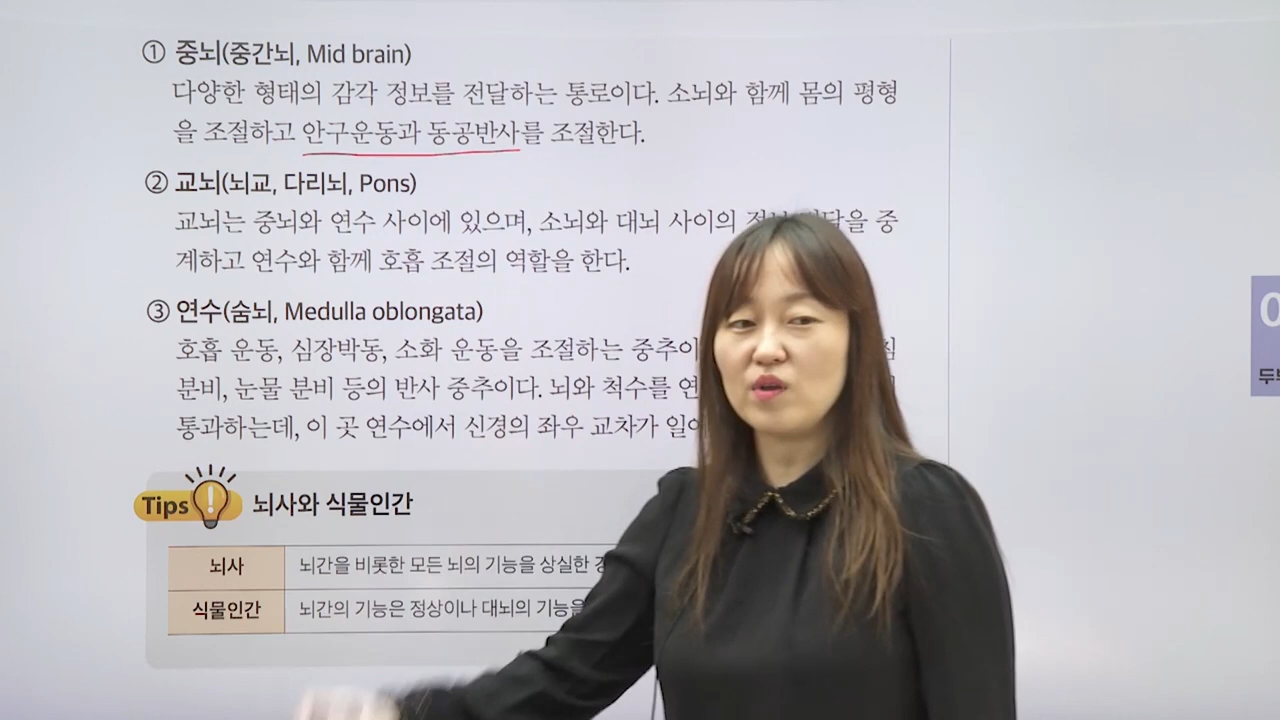 ① 중뇌(중간뇌, Mid brain)
다양한 형태의 감각 정보를 전달하는 통로이다. 소뇌와 함께 몸의 평형
을 조절하고 안구운동과 동공반사를 조절한다.
② 교뇌(뇌교, 다리뇌, Pons)
교뇌는 중뇌와 연수 사이에 있으며, 소뇌와 대뇌 사이의 중
계하고 연수와 함께 호흡 조절의 역할을 한다.
③ 연수(숨뇌, Medulla oblongata)
호흡 운동, 심장박동, 소화 운동을 조절하는
분비, 눈물 분비 등의 반사 중추이다. 뇌와 척수를
통과하는데, 이 곳 연수에서 신경의 좌우 교차가
Tips
뇌사와 식물인간
뇌사 뇌간을 비롯한 모든 뇌의 기능을 상실한
식물인간 뇌간의 기능은 정상이나 대뇌의 기능을